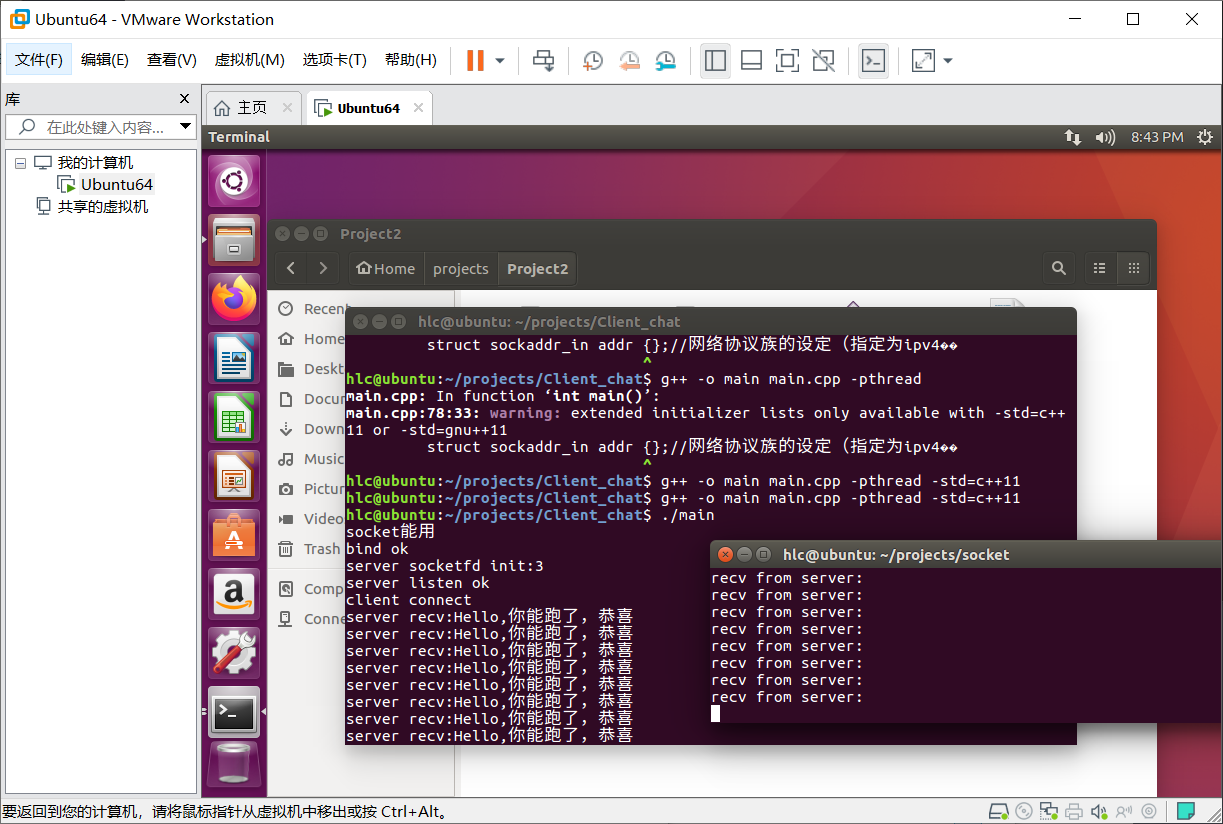 Ubuntu64 - VMware Workstation
文件(F) 编辑(E) 查看(V) 虚拟机(M) 选项卡(T) 帮助(H)
库
在此处键入内容...
我的计算机
Ubuntu64
共享的虚拟机
主页
Ubuntu64
Terminal
8:43 PM
Project2
Home projects Project2
Recent
Home
Deskt
Docu
Down
Music
Pictur
Video
Trash
Comp
Conne
hlc@ubuntu: ~/projects/Client_chat
struct sockaddr_in addr {};//网络协议族的设定（指定为ipv4��
^
hlc@ubuntu:~/projects/Client_chat$ g++ -o main main.cpp -pthread
main.cpp: In function ‘int main()’:
main.cpp:78:33: warning: extended initializer lists only available with -std=c++
11 or -std=gnu++11
struct sockaddr_in addr {};//网络协议族的设定（指定为ipv4��
^
hlc@ubuntu:~/projects/Client_chat$ g++ -o main main.cpp -pthread -std=c++11
hlc@ubuntu:~/projects/Client_chat$ g++ -o main main.cpp -pthread -std=c++11
hlc@ubuntu:~/projects/Client_chat$ ./main
socket能用
bind ok
server socketfd init:3
server listen ok
client connect
server recv:Hello,你能跑了，恭喜
server recv:Hello,你能跑了，恭喜
server recv:Hello,你能跑了，恭喜
server recv:Hello,你能跑了，恭喜
server recv:Hello,你能跑了，恭喜
server recv:Hello,你能跑了，恭喜
server recv:Hello,你能跑了，恭喜
server recv:Hello,你能跑了，恭喜
hlc@ubuntu: ~/projects/socket
recv from server:
recv from server:
recv from server:
recv from server:
recv from server:
recv from server:
recv from server:
recv from server:
要返回到您的计算机，请将鼠标指针从虚拟机中移出或按 Ctrl+Alt。